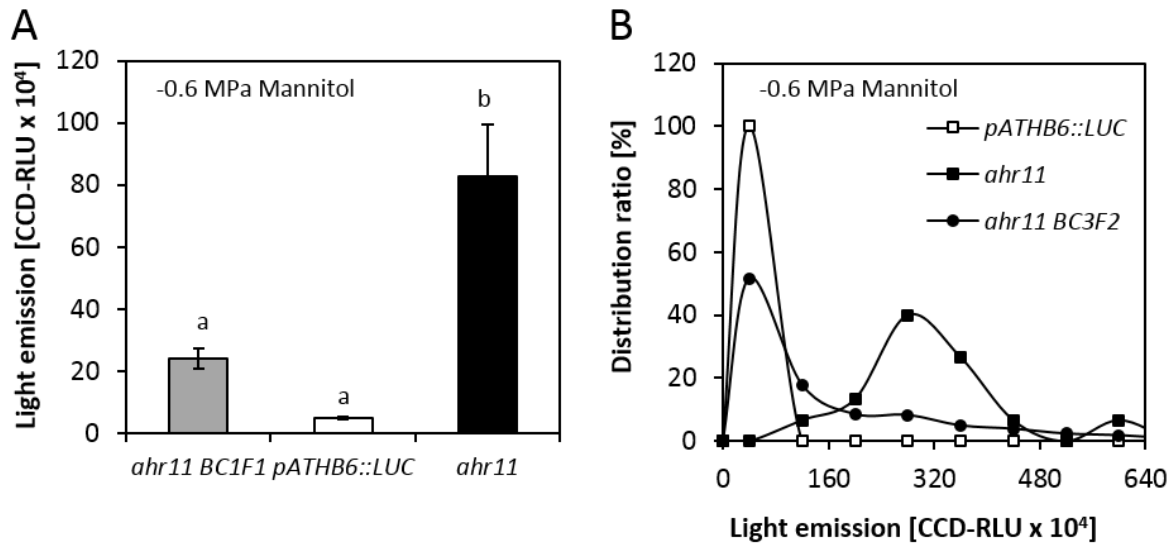 A
Light emission [CCD-RLU x 10⁴]
120
100
80
60
40
20
0
-0.6 MPa Mannitol
a
a
b
ahr11 BC1F1 pATHB6::LUC ahr11
B
Distribution ratio [%]
120
100
80
60
40
20
0
-0.6 MPa Mannitol
pATHB6::LUC
ahr11
ahr11 BC3F2
0 160 320 480 640
Light emission [CCD-RLU x 10⁴]